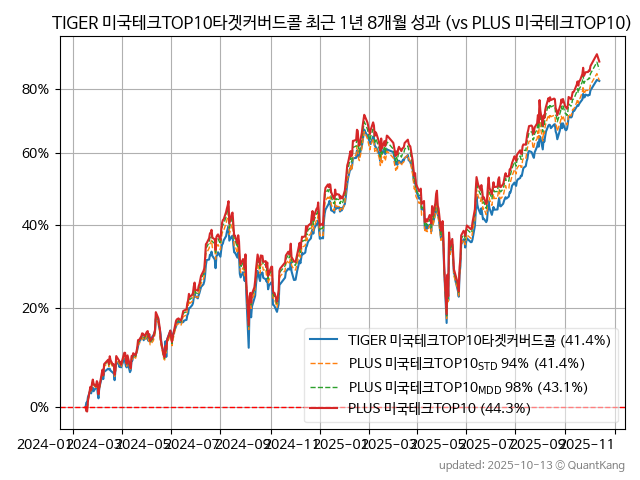 TIGER 미국테크TOP10타겟커버드콜 최근 1년 8개월 성과 (vs PLUS 미국테크TOP10)
80%
60%
40%
20%
0%
TIGER 미국테크TOP10타겟커버드콜 (41.4%)
PLUS 미국테크TOP10STD 94% (41.4%)
PLUS 미국테크TOP10MDD 98% (43.1%)
PLUS 미국테크TOP10 (44.3%)
2024-01 2024-03 2024-05 2024-07 2024-09 2024-11 2025-01 2025-03 2025-05 2025-07 2025-09 2025-11
updated: 2025-10-13 © QuantKang